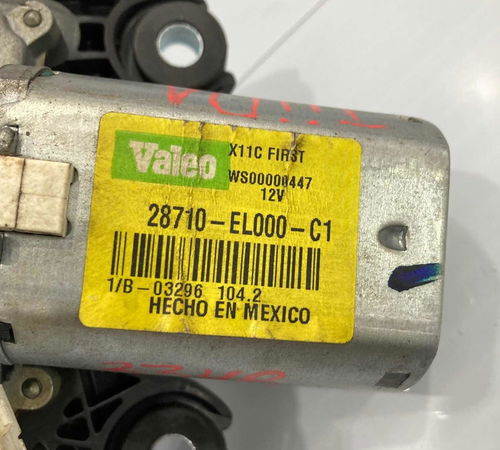 Valeo
X11C FIRST
WS00000447
12V
28710-EL000-C1
1/B-03296 104.2
HECHO EN MEXICO